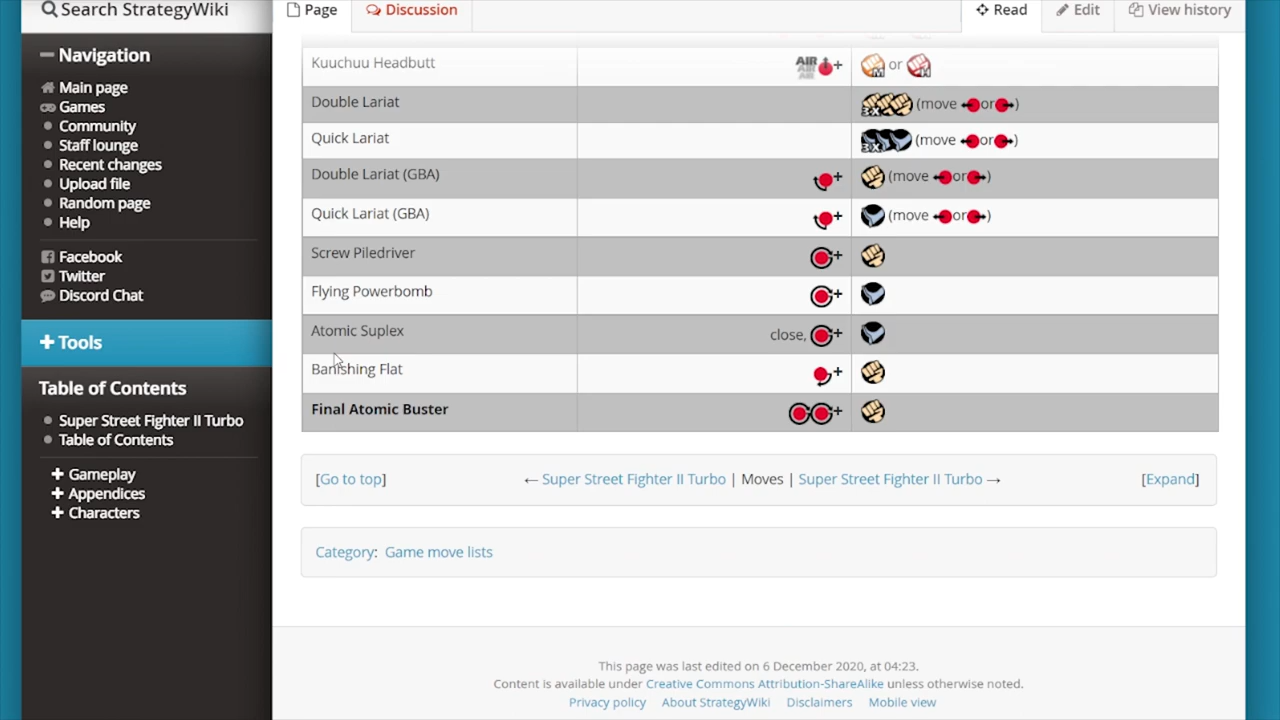 Search StrategyWiki
Page
Discussion
Read
Edit
View history
Navigation
Main page
Games
Community
Staff lounge
Recent changes
Upload file
Random page
Help
Facebook
Twitter
Discord Chat
Tools
Table of Contents
Super Street Fighter II Turbo
Table of Contents
Gameplay
Appendices
Characters
Kuuchuu Headbutt AIR + M or H
Double Lariat 3X (move or )
Quick Lariat 3X (move or )
Double Lariat (GBA) + (move or )
Quick Lariat (GBA) + (move or )
Screw Piledriver +
Flying Powerbomb +
Atomic Suplex close, +
Banishing Flat +
Final Atomic Buster +
[Go to top] ← Super Street Fighter II Turbo | Moves | Super Street Fighter II Turbo → [Expand]
Category: Game move lists
This page was last edited on 6 December 2020, at 04:23.
Content is available under Creative Commons Attribution-ShareAlike unless otherwise noted.
Privacy policy About StrategyWiki Disclaimers Mobile view